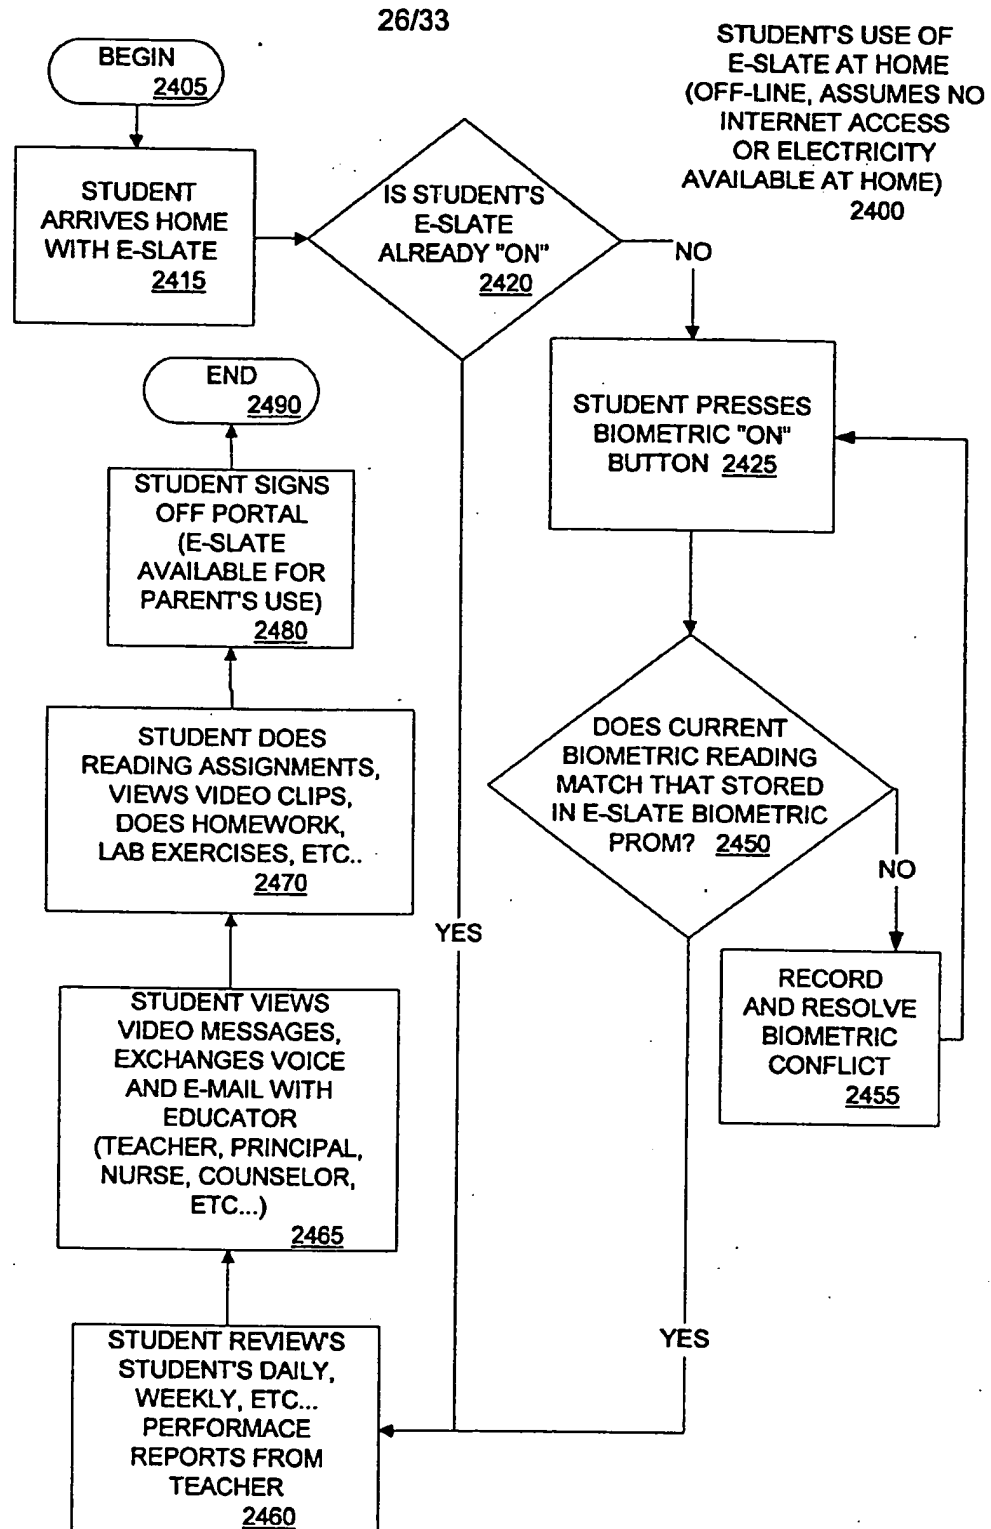 26/33
STUDENT'S USE OF
E-SLATE AT HOME
(OFF-LINE, ASSUMES NO
INTERNET ACCESS
OR ELECTRICITY
AVAILABLE AT HOME)
2400
BEGIN
2405
STUDENT
ARRIVES HOME
WITH E-SLATE
2415
IS STUDENT'S
E-SLATE
ALREADY "ON"
2420
NO
STUDENT PRESSES
BIOMETRIC "ON"
BUTTON 2425
DOES CURRENT
BIOMETRIC READING
MATCH THAT STORED
IN E-SLATE BIOMETRIC
PROM? 2450
NO
RECORD
AND RESOLVE
BIOMETRIC
CONFLICT
2455
YES
YES
STUDENT REVIEW'S
STUDENT'S DAILY,
WEEKLY, ETC...
PERFORMACE
REPORTS FROM
TEACHER
2460
STUDENT VIEWS
VIDEO MESSAGES,
EXCHANGES VOICE
AND E-MAIL WITH
EDUCATOR
(TEACHER, PRINCIPAL,
NURSE, COUNSELOR,
ETC...)
2465
STUDENT DOES
READING ASSIGNMENTS,
VIEWS VIDEO CLIPS,
DOES HOMEWORK,
LAB EXERCISES, ETC..
2470
STUDENT SIGNS
OFF PORTAL
(E-SLATE
AVAILABLE FOR
PARENT'S USE)
2480
END
2490